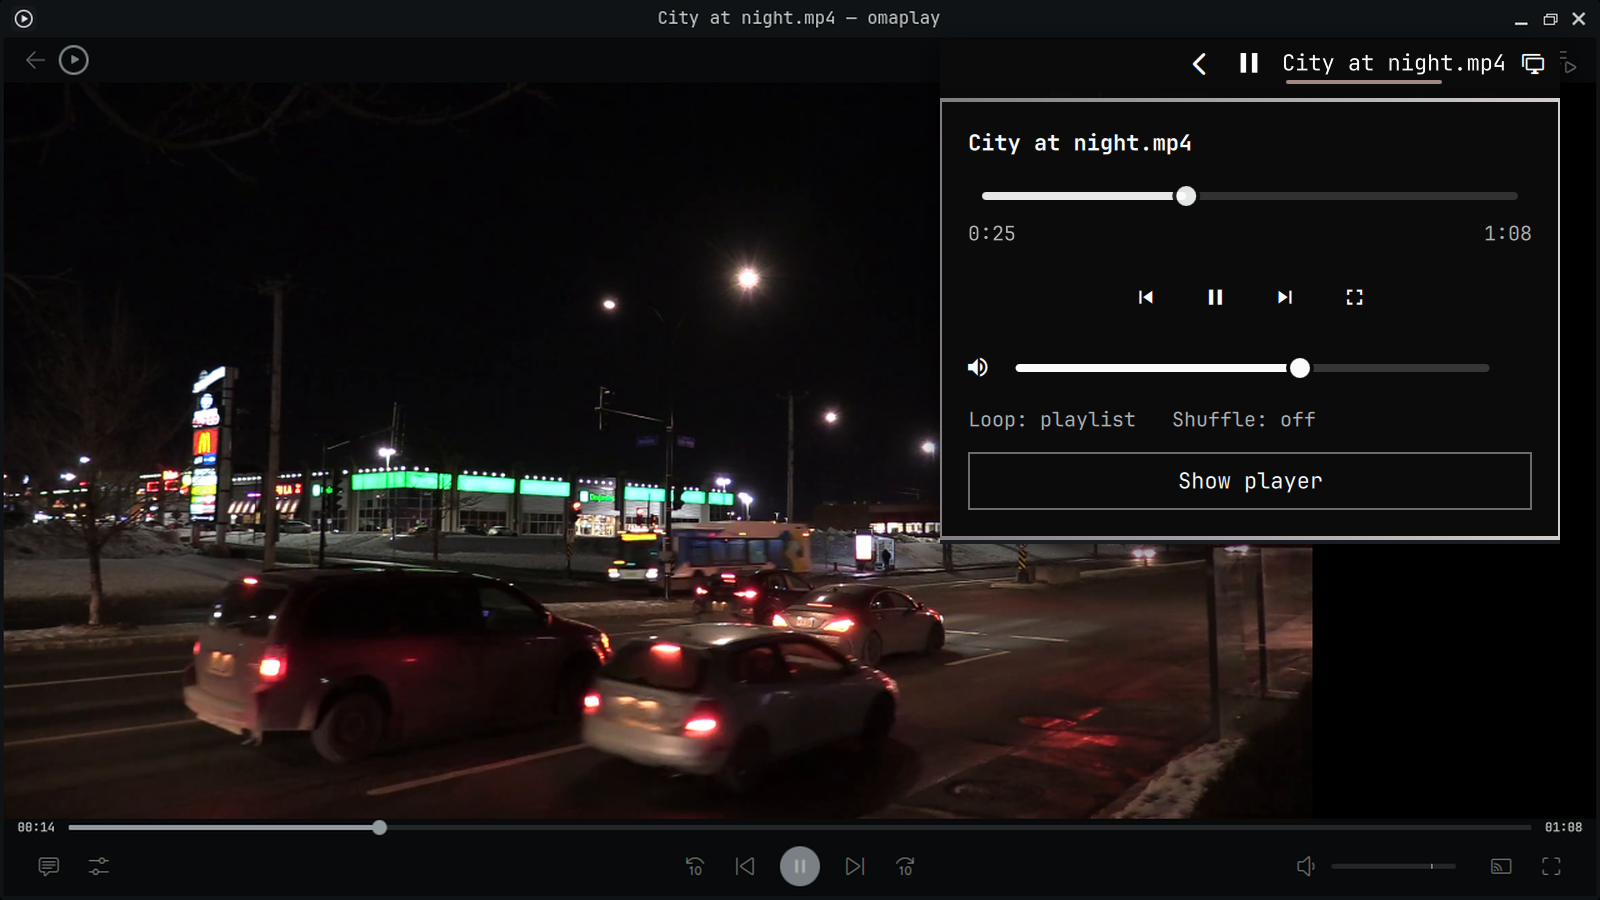 City at night.mp4 — omaplay
City at night.mp4
City at night.mp4
0:25
1:08
Loop: playlist
Shuffle: off
Show player
00:14
01:08
10
10